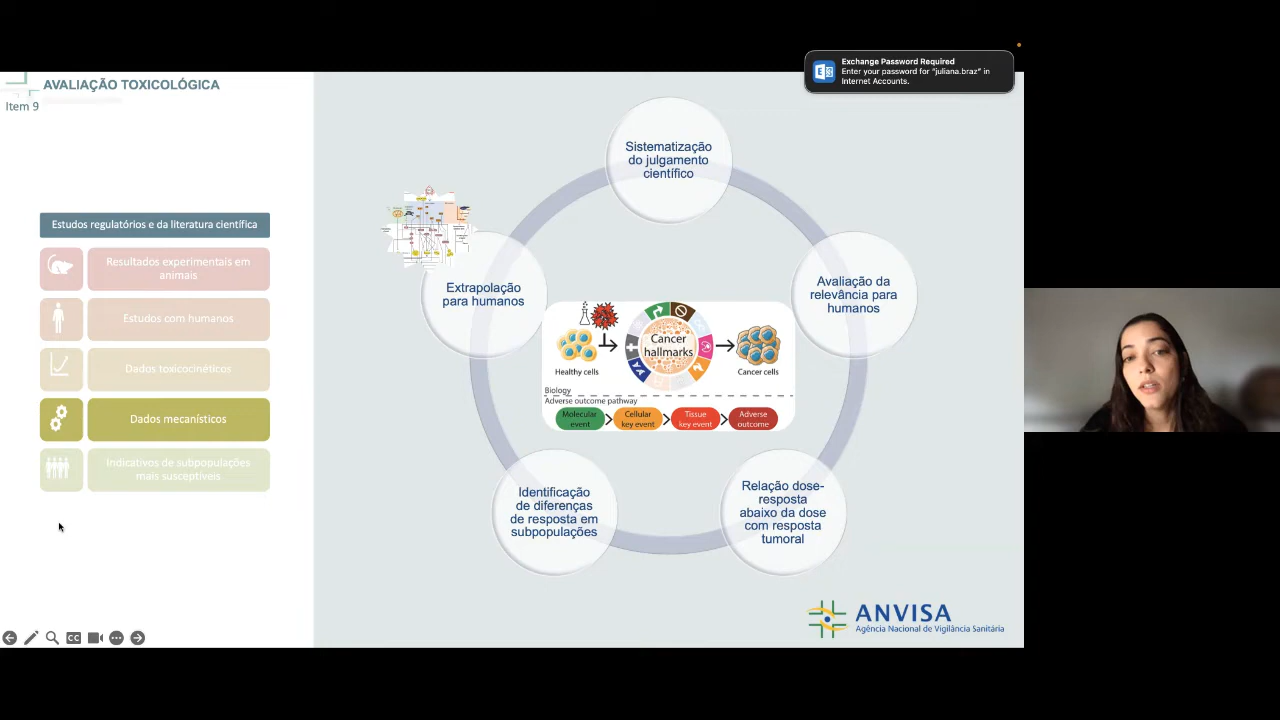 AVALIAÇÃO TOXICOLÓGICA
Item 9
Exchange Password Required
Enter your password for "juliana.braz" in
Internet Accounts.
Estudos regulatórios e da literatura científica
Resultados experimentais em
animais
Estudos com humanos
Dados toxicocinéticos
Dados mecanísticos
Indicativos de subpopulações
mais susceptíveis
Sistematização
do julgamento
científico
Extrapolação
para humanos
Avaliação da
relevância para
humanos
Cancer
hallmarks
Healthy cells
Cancer cells
Biology
Adverse outcome pathway
Molecular
event
Cellular
key event
Tissue
key event
Adverse
outcome
Identificação
de diferenças
de resposta em
subpopulações
Relação dose-
resposta
abaixo da dose
com resposta
tumoral
CC
ANVISA
Agência Nacional de Vigilância Sanitária